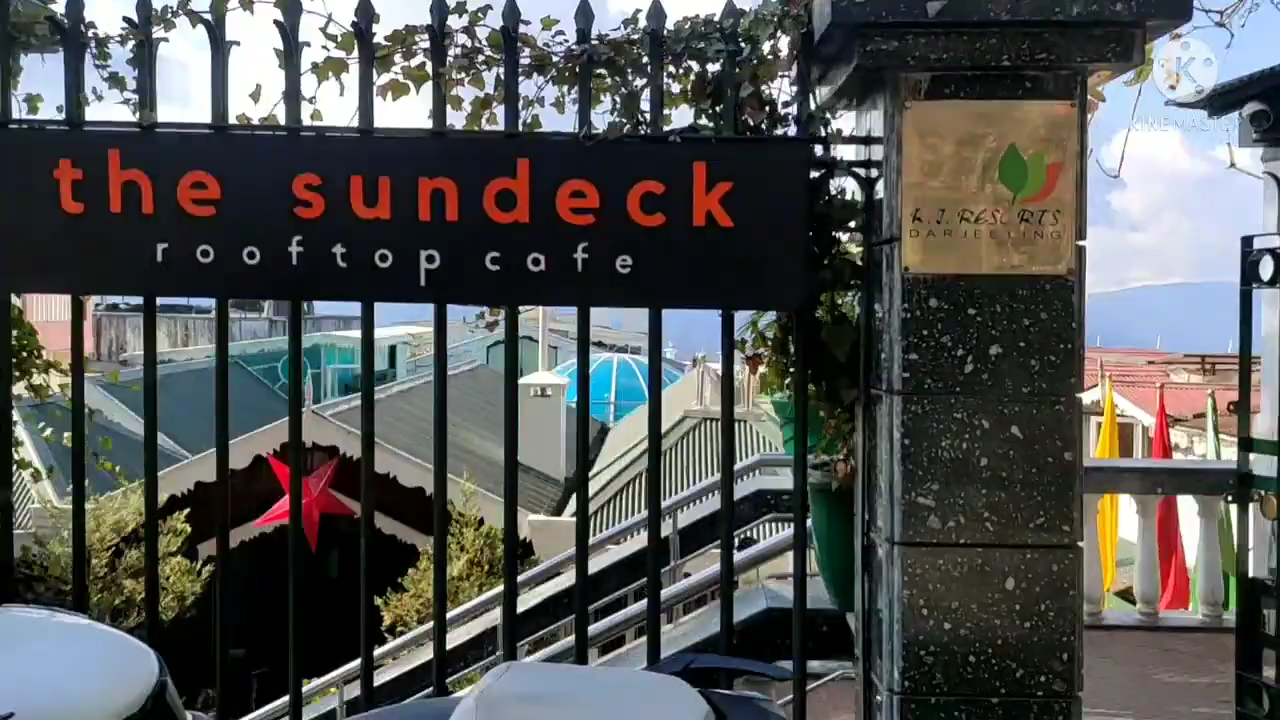 the sundeck
rooftop cafe
K.J. RESORTS
DARJEELING
KINEMASTER